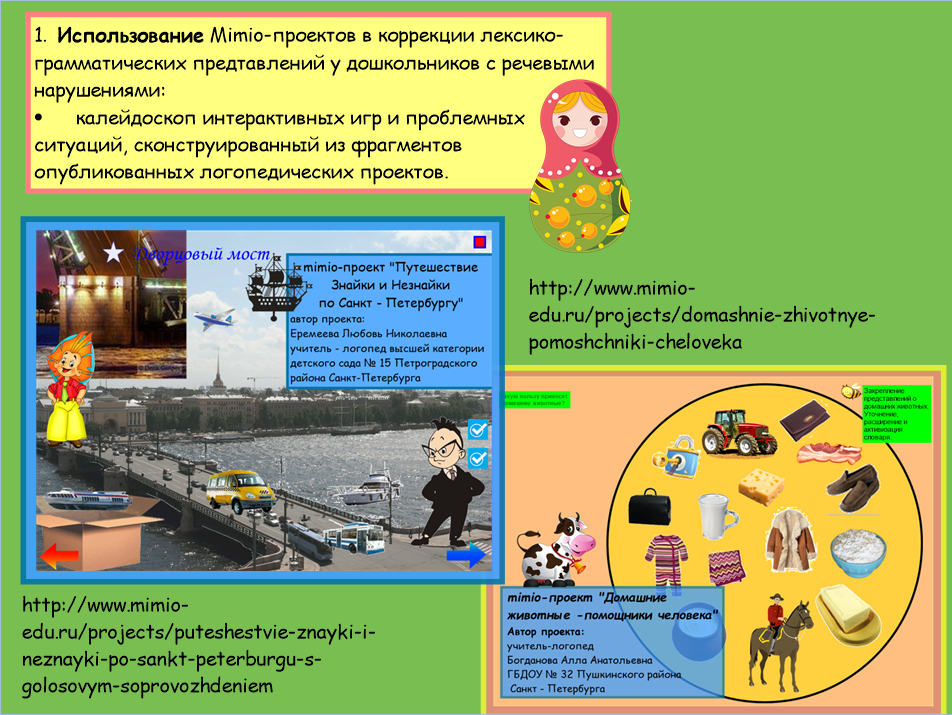 1. Использование Mimio-проектов в коррекции лексико-
грамматических предтавлений у дошкольников с речевыми
нарушениями:
• калейдоскоп интерактивных игр и проблемных
ситуаций, сконструированный из фрагментов
опубликованных логопедических проектов.
Дворцовый мост
mimio-проект "Путешествие
Знайки и Незнайки
по Санкт - Петербургу"
автор проекта:
Еремеева Любовь Николаевна
учитель - логопед высшей категории
детского сада № 15 Петроградского
района Санкт-Петербурга
http://www.mimio-
edu.ru/projects/puteshestvie-znayki-i-
neznayki-po-sankt-peterburgu-s-
golosovym-soprovozhdeniem
http://www.mimio-
edu.ru/projects/domashnie-zhivotnye-
pomoshchniki-cheloveka
пользу приносят
животные?
Закрепление
представлений о
домашних животных.
Уточнение,
расширение и
активизация
словаря.
mimio-проект "Домашние
животные -помощники человека"
Автор проекта:
учитель-логопед
Богданова Алла Анатольевна
ГБДОУ № 32 Пушкинского района
Санкт - Петербурга